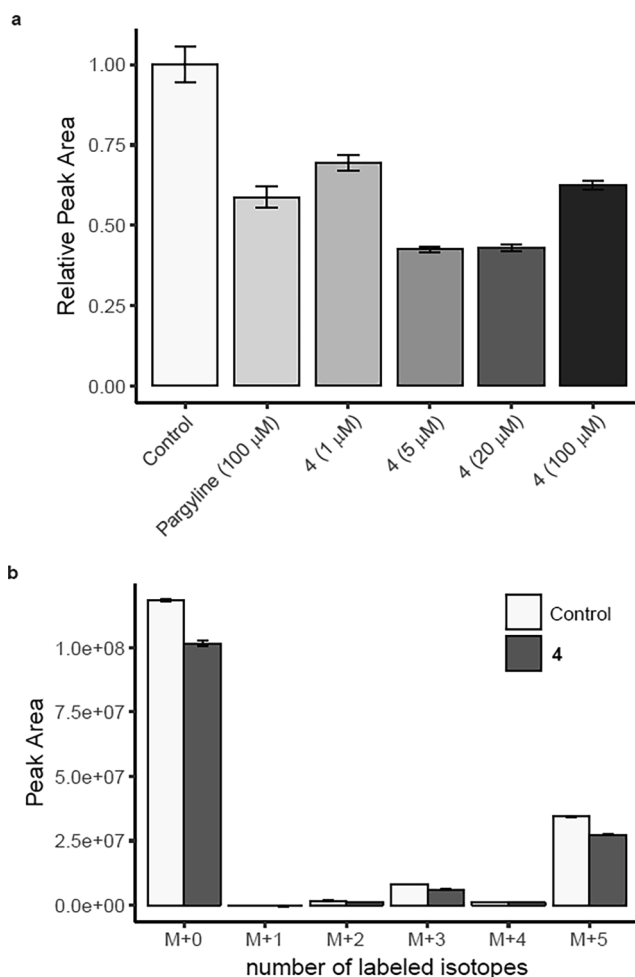 a
1.00
0.75
0.50
0.25
0.00
Relative Peak Area
Control
Pargyline (100 μM)
4 (1 μM)
4 (5 μM)
4 (20 μM)
4 (100 μM)
b
1.0e+08
7.5e+07
5.0e+07
2.5e+07
0.0e+00
Peak Area
Control
4
M+0 M+1 M+2 M+3 M+4 M+5
number of labeled isotopes